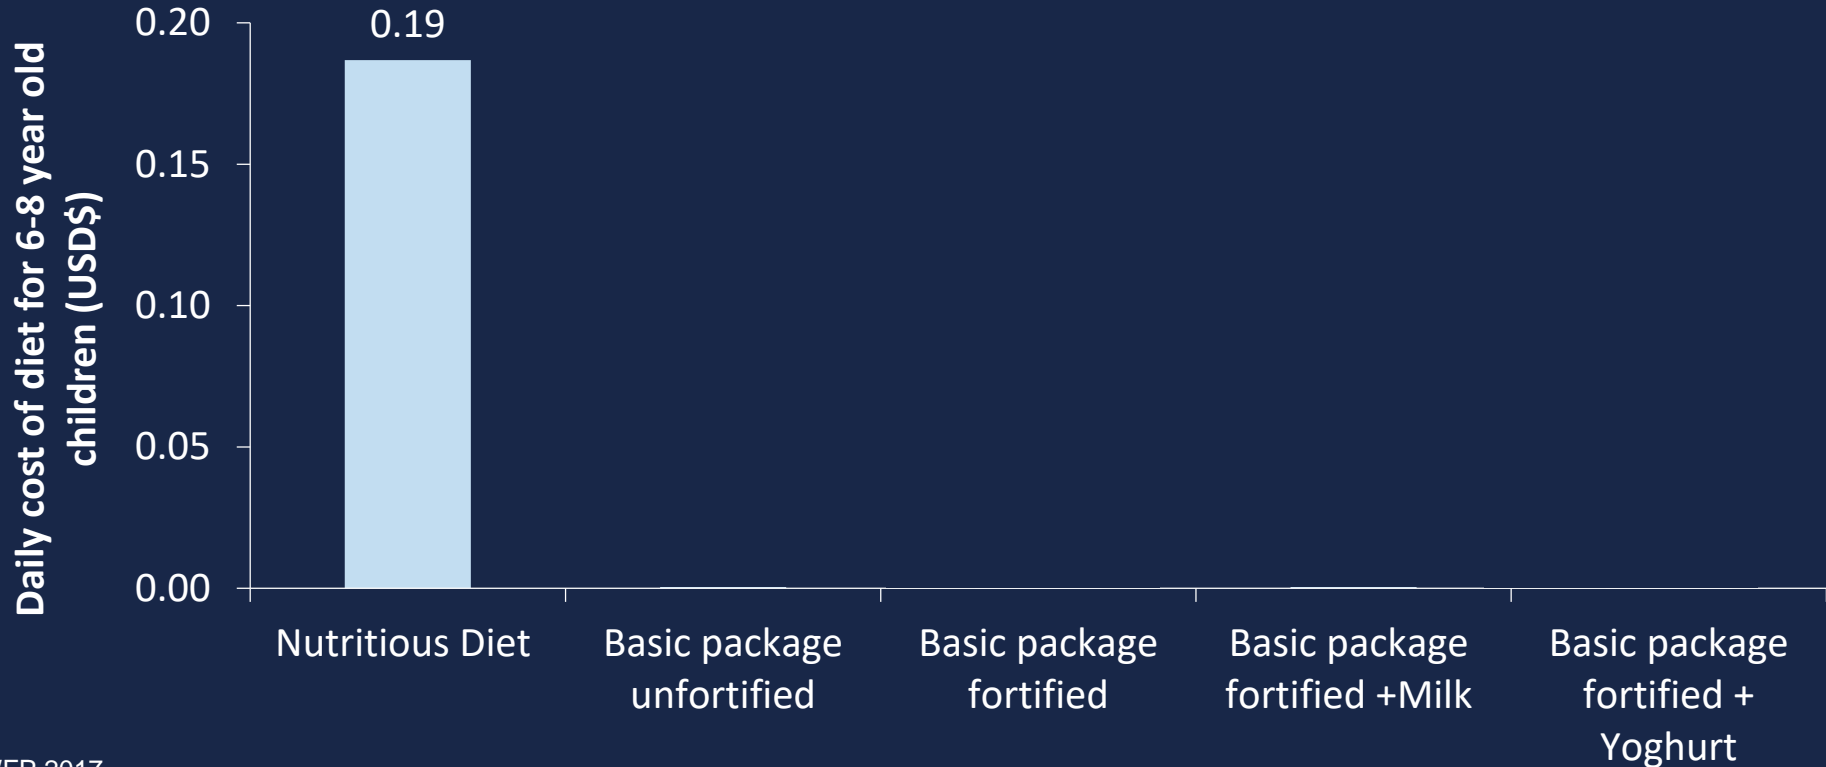 Daily cost of diet for 6-8 year old
children (USD$)
0.20
0.15
0.10
0.05
0.00
0.19
Nutritious Diet
Basic package
unfortified
Basic package
fortified
Basic package
fortified +Milk
Basic package
fortified +
Yoghurt
2017